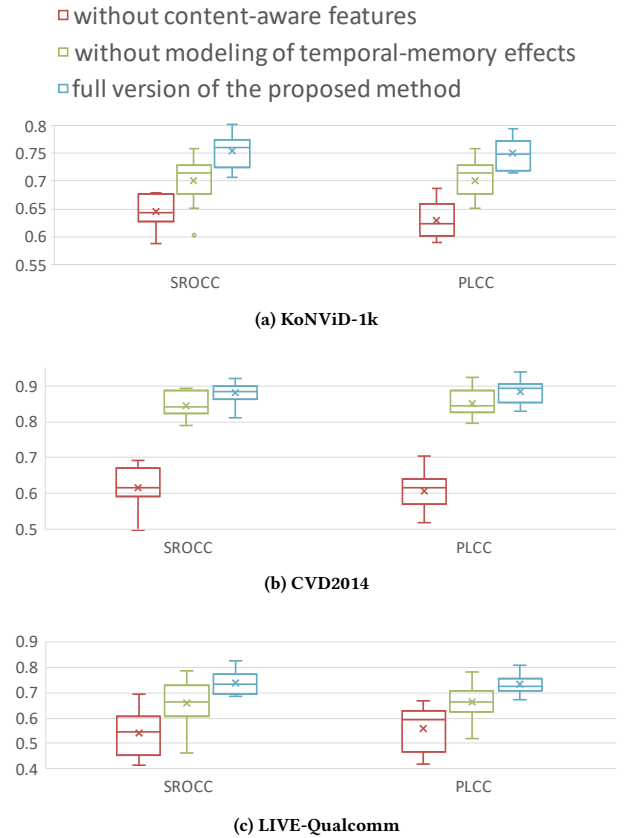 without content-aware features
without modeling of temporal-memory effects
full version of the proposed method
0.8
0.75
0.7
0.65
0.6
0.55
SROCC PLCC
(a) KoNViD-1k
0.9
0.8
0.7
0.6
0.5
SROCC PLCC
(b) CVD2014
0.9
0.8
0.7
0.6
0.5
0.4
SROCC PLCC
(c) LIVE-Qualcomm